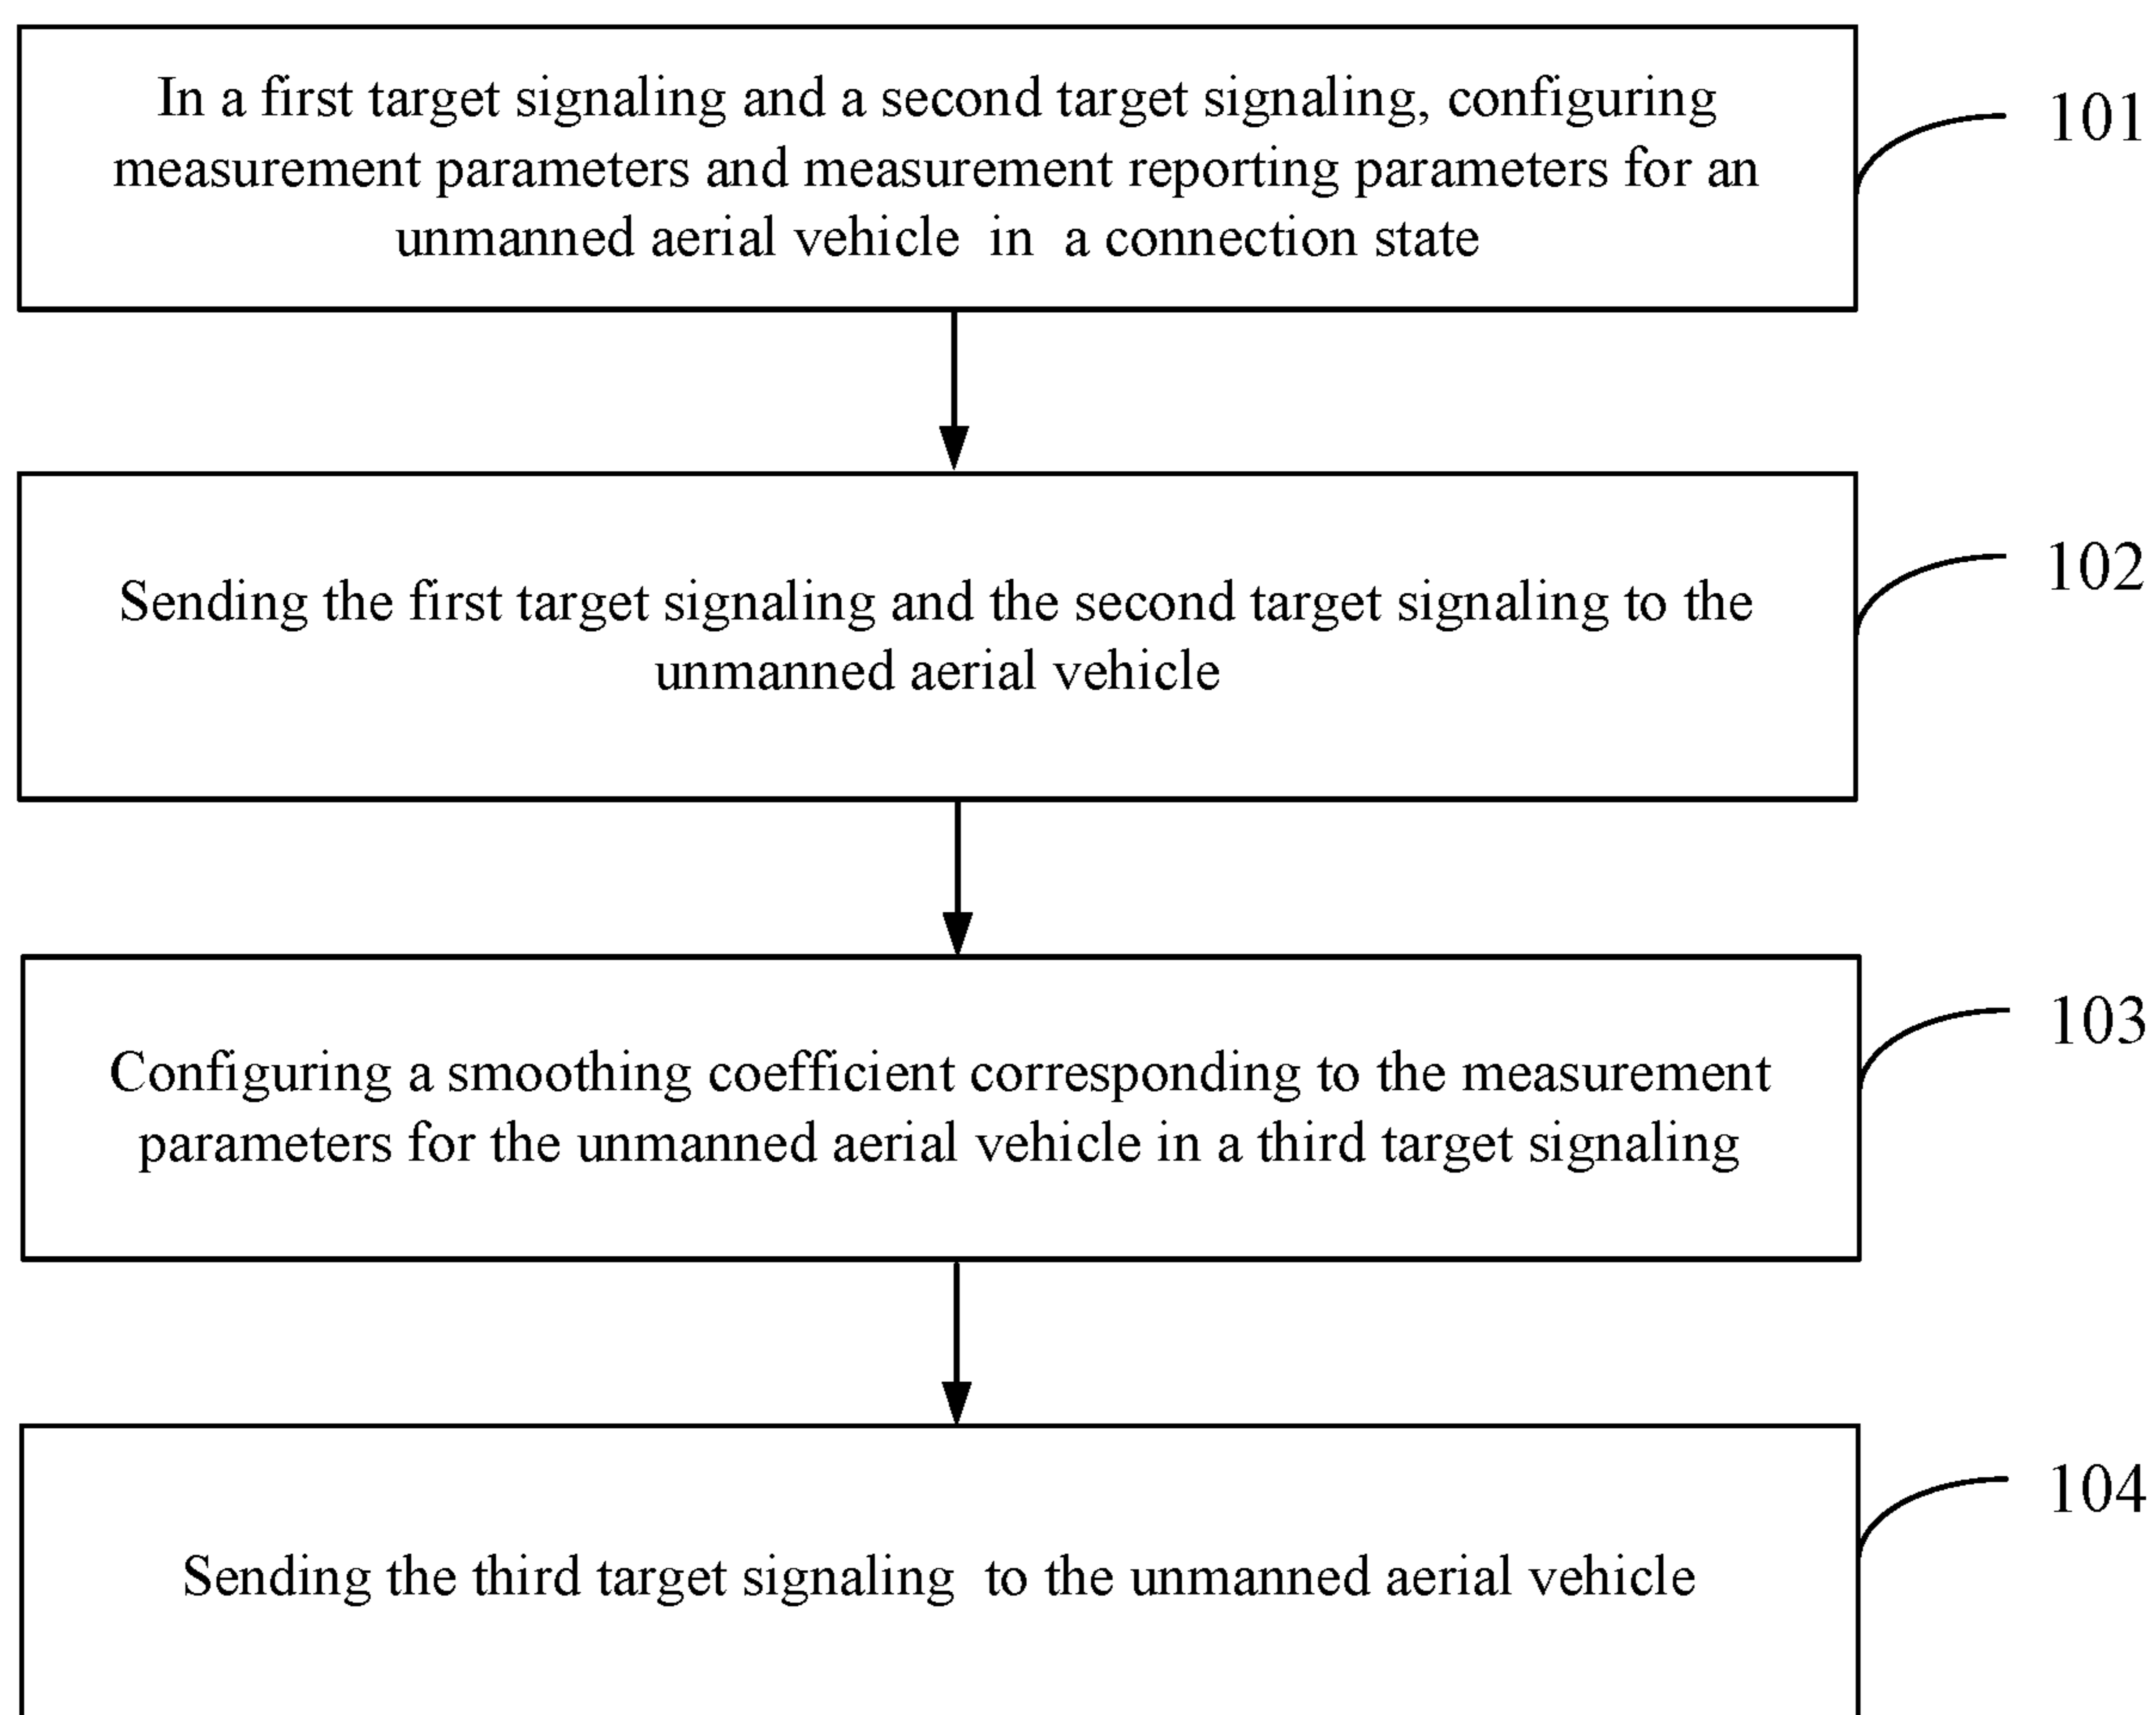 In a first target signaling and a second target signaling, configuring
measurement parameters and measurement reporting parameters for an
unmanned aerial vehicle in a connection state
101
Sending the first target signaling and the second target signaling to the
unmanned aerial vehicle
102
Configuring a smoothing coefficient corresponding to the measurement
parameters for the unmanned aerial vehicle in a third target signaling
103
Sending the third target signaling to the unmanned aerial vehicle
104